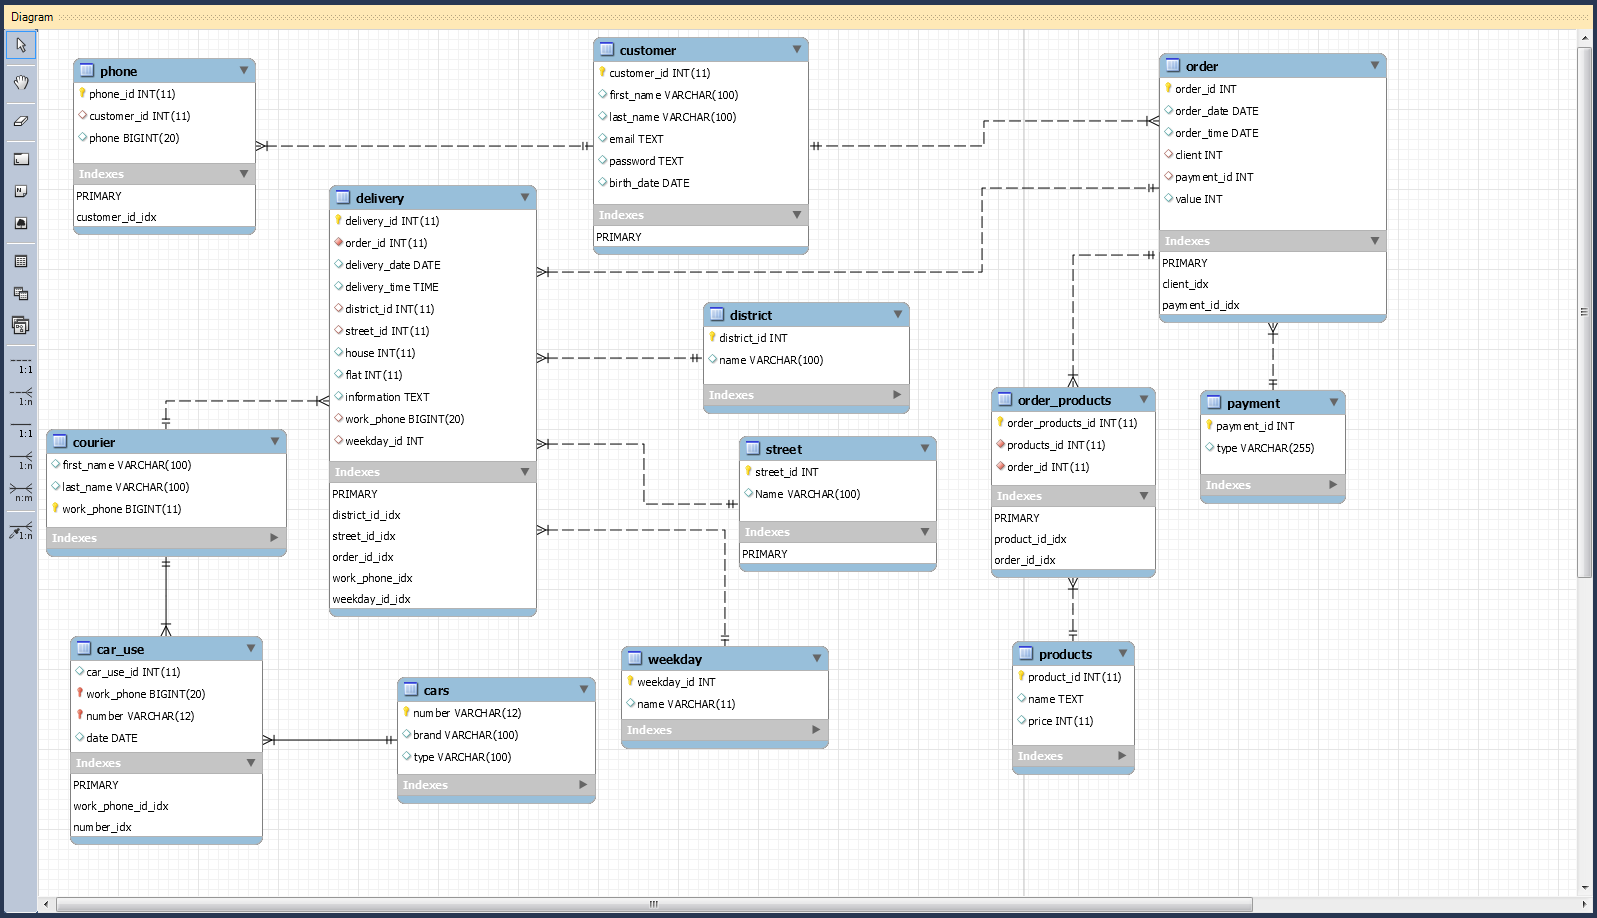 Diagram
phone
phone_id INT(11)
customer_id INT(11)
phone BIGINT(20)
Indexes
PRIMARY
customer_id_idx
customer
customer_id INT(11)
first_name VARCHAR(100)
last_name VARCHAR(100)
email TEXT
password TEXT
birth_date DATE
Indexes
PRIMARY
order
order_id INT
order_date DATE
order_time DATE
client INT
payment_id INT
value INT
Indexes
PRIMARY
client_idx
payment_id_idx
delivery
delivery_id INT(11)
order_id INT(11)
delivery_date DATE
delivery_time TIME
district_id INT(11)
street_id INT(11)
house INT(11)
flat INT(11)
information TEXT
work_phone BIGINT(20)
weekday_id INT
Indexes
PRIMARY
district_id_idx
street_id_idx
order_id_idx
work_phone_idx
weekday_id_idx
district
district_id INT
name VARCHAR(100)
Indexes
street
street_id INT
Name VARCHAR(100)
Indexes
PRIMARY
order_products
order_products_id INT(11)
products_id INT(11)
order_id INT(11)
Indexes
PRIMARY
product_id_idx
order_id_idx
payment
payment_id INT
type VARCHAR(255)
Indexes
courier
first_name VARCHAR(100)
last_name VARCHAR(100)
work_phone BIGINT(11)
Indexes
car_use
car_use_id INT(11)
work_phone BIGINT(20)
number VARCHAR(12)
date DATE
Indexes
PRIMARY
work_phone_id_idx
number_idx
cars
number VARCHAR(12)
brand VARCHAR(100)
type VARCHAR(100)
Indexes
weekday
weekday_id INT
name VARCHAR(11)
Indexes
products
product_id INT(11)
name TEXT
price INT(11)
Indexes
1:1
1:n
1:1
1:n
n:m
1:n